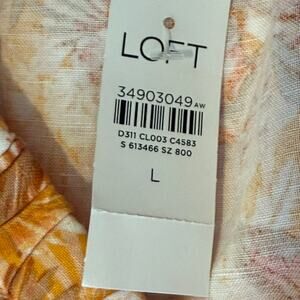 LOFT
34903049 AW
D311 CL003 C4583
S 613466 SZ 800
L